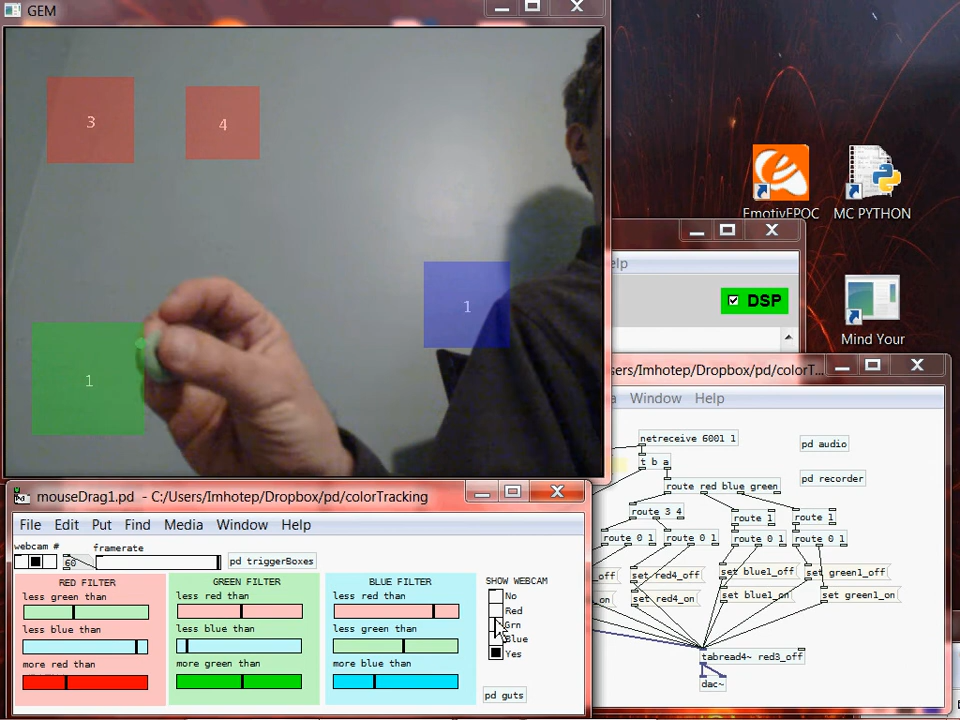 GEM
3
4
1
1
EmotivEPOC
MC PYTHON
elp
DSP
Mind Your
sers/Imhotep/Dropbox/pd/colorT...
a Window Help
netreceive 6001 1
pd audio
t b a
pd recorder
route red blue green
route 3 4
route 1
route 1
route 0 1
route 0 1
route 0 1
route 0 1
_off
set red4_off
set blue1_off
set green1_off
_on
set red4_on
set blue1_on
set green1_on
tabread4~ red3_off
dac~
mouseDrag1.pd - C:/Users/Imhotep/Dropbox/pd/colorTracking
File Edit Put Find Media Window Help
webcam #
framerate
60
pd triggerBoxes
RED FILTER
less green than
less blue than
more red than
GREEN FILTER
less red than
less blue than
more green than
BLUE FILTER
less red than
less green than
more blue than
SHOW WEBCAM
No
Red
Grn
Blue
Yes
pd guts